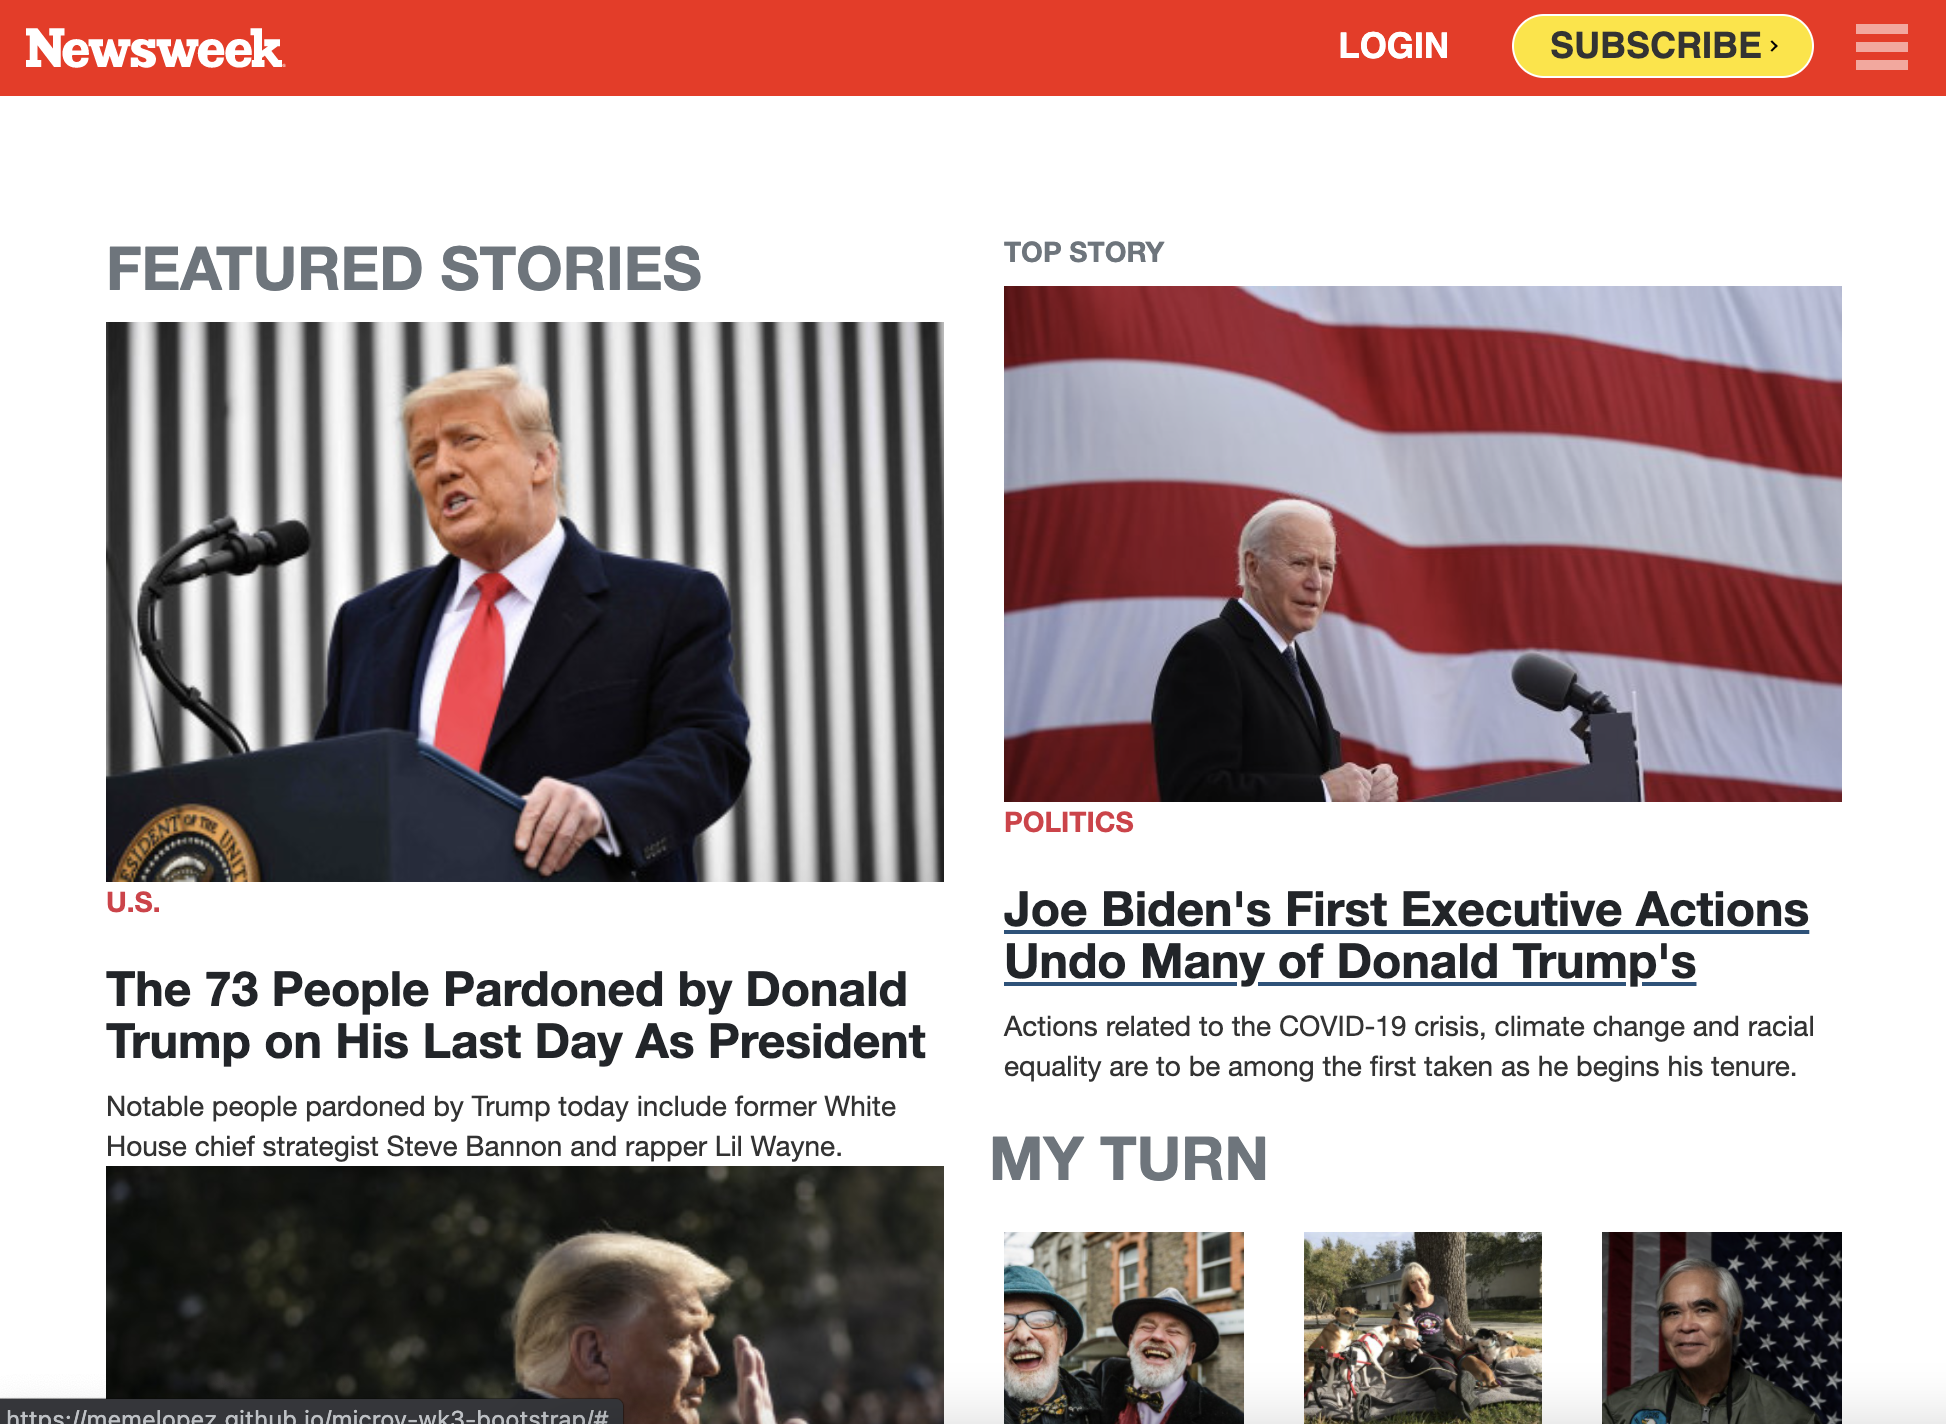 Newsweek
LOGIN
SUBSCRIBE ›
FEATURED STORIES
PRESIDENT OF THE UNIT
U.S.
The 73 People Pardoned by Donald
Trump on His Last Day As President
Notable people pardoned by Trump today include former White
House chief strategist Steve Bannon and rapper Lil Wayne.
TOP STORY
POLITICS
Joe Biden's First Executive Actions
Undo Many of Donald Trump's
Actions related to the COVID-19 crisis, climate change and racial
equality are to be among the first taken as he begins his tenure.
MY TURN
https://memelopez.github.io/microv-wk3-bootstrap/#